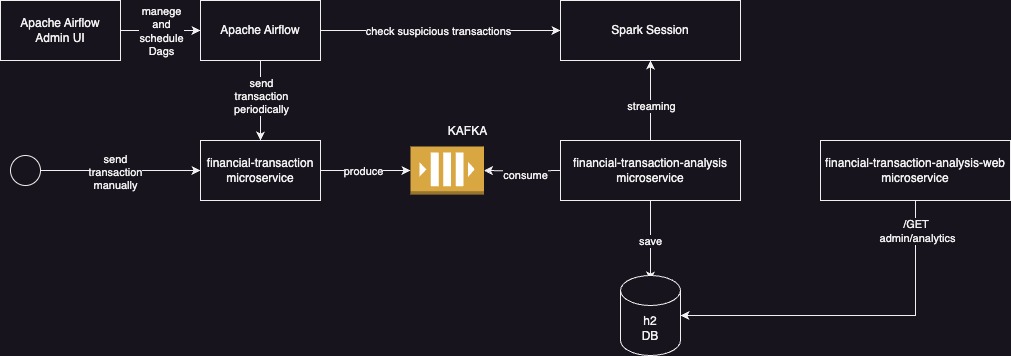 Apache Airflow
Admin UI
manege
and
schedule
Dags
Apache Airflow
check suspicious transactions
Spark Session
send
transaction
periodically
streaming
KAFKA
send
transaction
manually
financial-transaction
microservice
produce
consume
financial-transaction-analysis
microservice
financial-transaction-analysis-web
microservice
/GET
admin/analytics
save
h2
DB